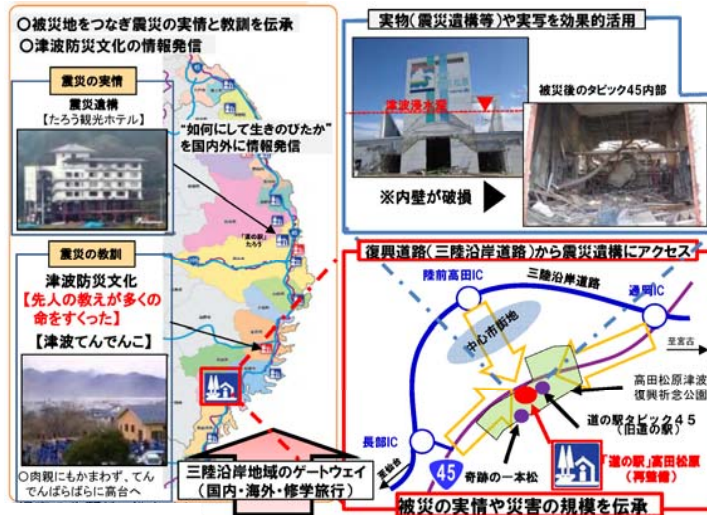 ○被災地をつなぎ震災の実情と教訓を伝承
○津波防災文化の情報発信
震災の実情
震災遺構
【たろう観光ホテル】
"如何にして生きのびたか"
を国内外に情報発信
「道の駅」
たろう
震災の教訓
津波防災文化
【先人の教えが多くの
命をすくった】
【津波てんでんこ】
○肉親にもかまわず、てん
でんばらばらに高台へ
三陸沿岸地域のゲートウェイ
(国内・海外・修学旅行)
実物(震災遺構等)や実写を効果的活用
津波浸水深
被災後のタピック45内部
※内壁が破損
復興道路(三陸沿岸道路)から震災遺構にアクセス
陸前高田IC
三陸沿岸道路
通岡IC
中心市街地
至宮古
高田松原津波
復興祈念公園
道の駅タピック45
(旧道の駅)
長部IC
至仙台
45
奇跡の一本松
「道の駅」高田松原
(再整備)
被災の実情や災害の規模を伝承